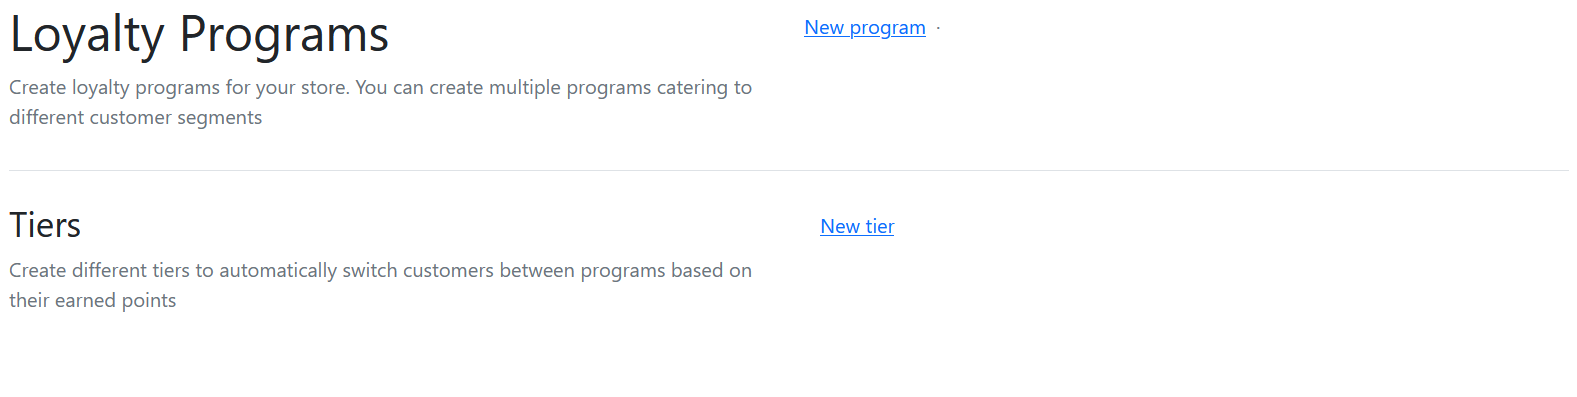 Loyalty Programs
New program ·
Create loyalty programs for your store. You can create multiple programs catering to
different customer segments
Tiers
New tier
Create different tiers to automatically switch customers between programs based on
their earned points